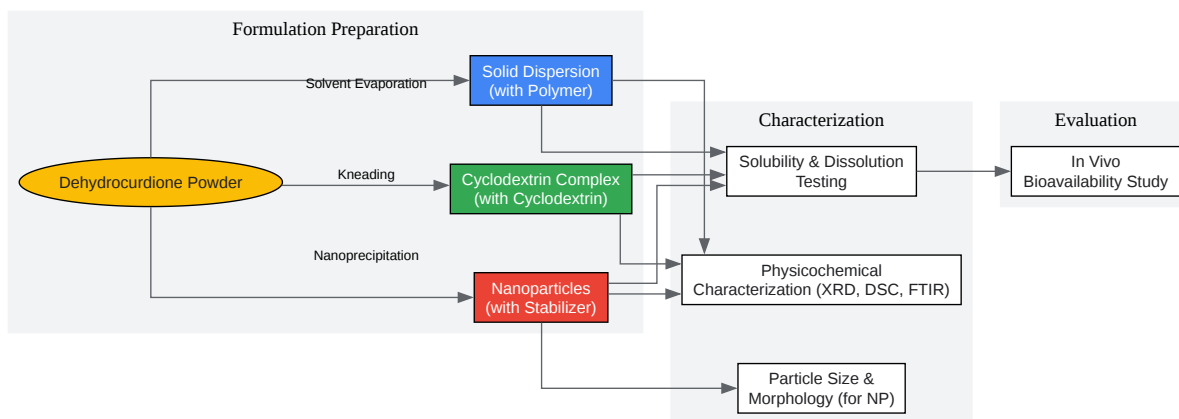 Formulation Preparation
Solvent Evaporation
Solid Dispersion
(with Polymer)
Dehydrocurdione Powder
Kneading
Cyclodextrin Complex
(with Cyclodextrin)
Nanoprecipitation
Nanoparticles
(with Stabilizer)
Characterization
Solubility & Dissolution
Testing
Physicochemical
Characterization (XRD, DSC, FTIR)
Particle Size &
Morphology (for NP)
Evaluation
In Vivo
Bioavailability Study